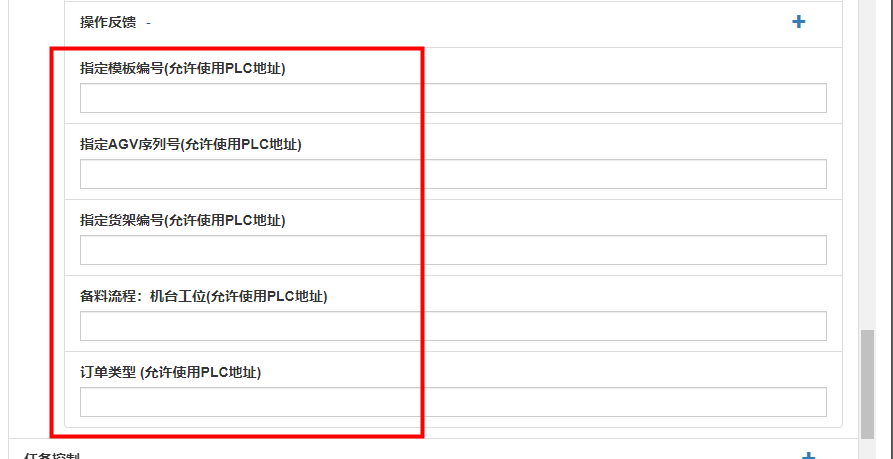 操作反馈 -
指定模板编号(允许使用PLC地址)
指定AGV序列号(允许使用PLC地址)
指定货架编号(允许使用PLC地址)
备料流程：机台工位(允许使用PLC地址)
订单类型 (允许使用PLC地址)
任务控制